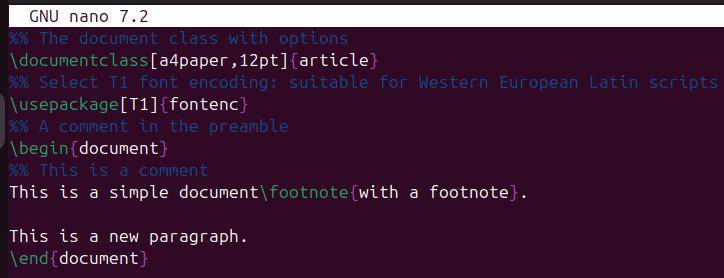 GNU nano 7.2
%% The document class with options
\documentclass[a4paper,12pt]{article}
%% Select T1 font encoding: suitable for Western European Latin scripts
\usepackage[T1]{fontenc}
%% A comment in the preamble
\begin{document}
%% This is a comment
This is a simple document\footnote{with a footnote}.

This is a new paragraph.
\end{document}